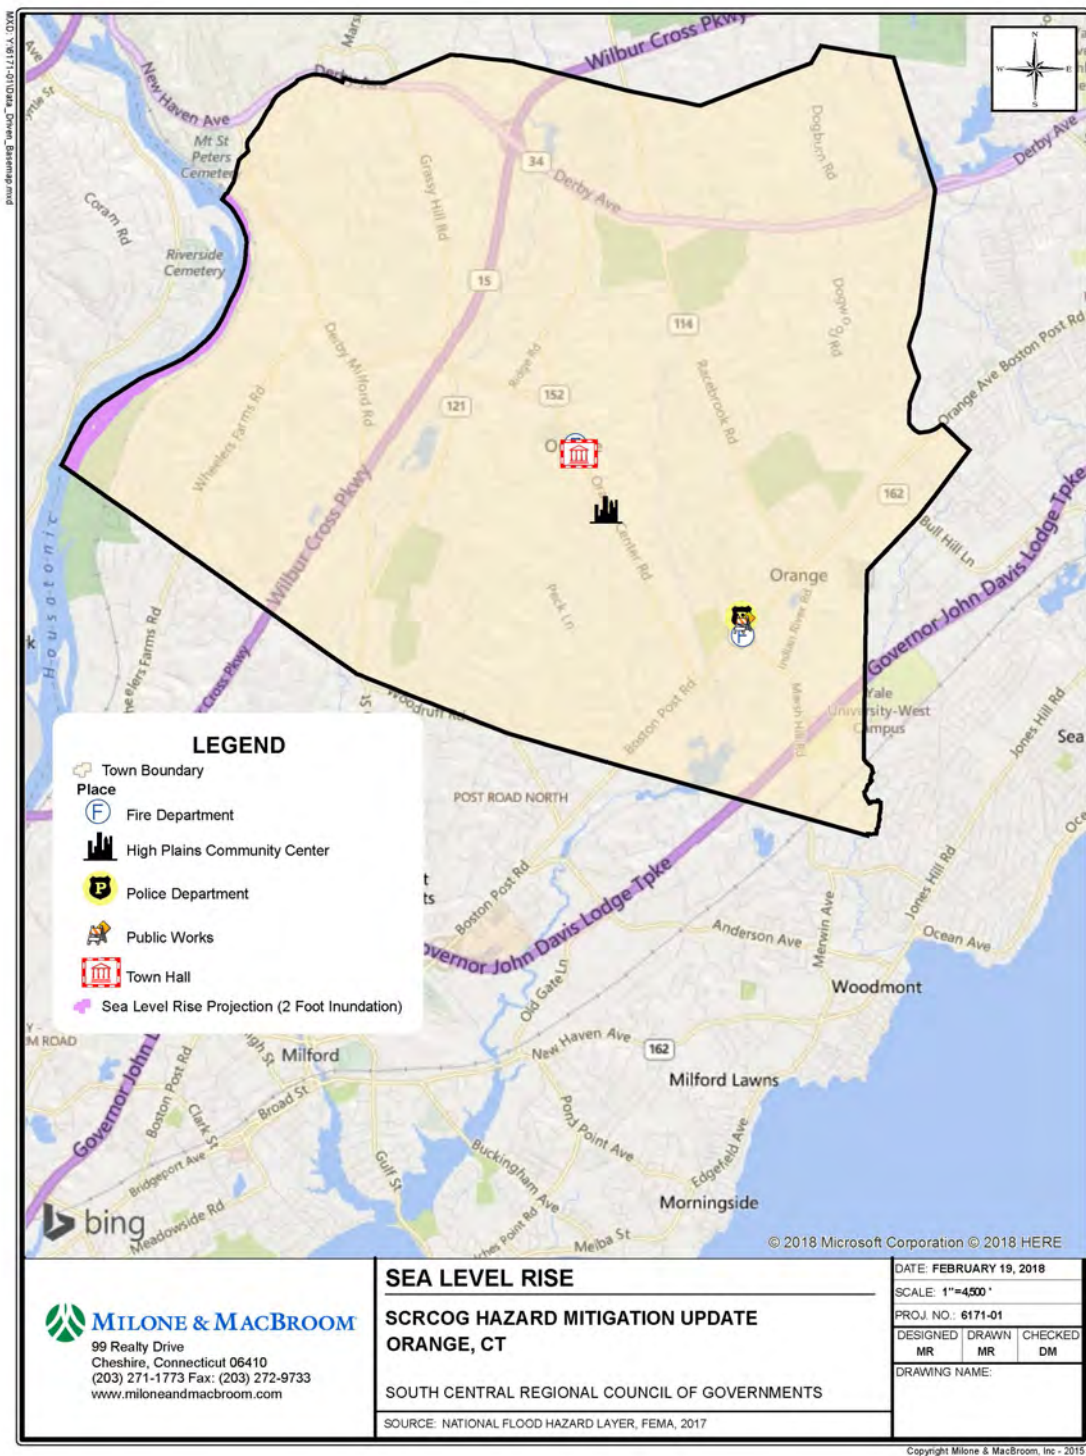 MXD: Y:\6171-01\Data_Driven_Basemap.mxd
Wilbur Cross Pkwy
New Haven Ave
Derby Ave
Mt St
Peters
Cemetery
Grassy Hill Rd
Dogburn Rd
Derby Ave
34
Derby Ave
Coram Rd
Riverside
Cemetery
15
Dogwood Rd
114
Orange Ave Boston Post Rd
Derby Milford Rd
Ridge Rd
Racebrook Rd
152
121
Wheelers Farms Rd
Wilbur Cross Pkwy
162
Bull Hill Ln
Center Rd
Housatonic
Orange
Peck Ln
Indian River Rd
Governor John Davis Lodge Tpke
Boston Post Rd
Marsh Hill Rd
Yale
University-West
Campus
Woodruff Rd
Jones Hill Rd
Sea
LEGEND
Town Boundary
Place
F Fire Department
High Plains Community Center
P Police Department
Public Works
Town Hall
Sea Level Rise Projection (2 Foot Inundation)
POST ROAD NORTH
Boston Post Rd
Governor John Davis Lodge Tpke
Jones Hill Rd
Anderson Ave
Merwin Ave
Ocean Ave
Old Gate Ln
Woodmont
New Haven Ave
162
Milford
Milford Lawns
Boston Post Rd
Broad St
Clark St
Pond Point Ave
Bridgeport Ave
Gulf St
Buckingham Ave
Edgefield Ave
Morningside
Meadowside Rd
Melba St
bing
© 2018 Microsoft Corporation © 2018 HERE
MILONE & MACBROOM
99 Realty Drive
Cheshire, Connecticut 06410
(203) 271-1773 Fax: (203) 272-9733
www.miloneandmacbroom.com
SEA LEVEL RISE
SCRCOG HAZARD MITIGATION UPDATE
ORANGE, CT
SOUTH CENTRAL REGIONAL COUNCIL OF GOVERNMENTS
SOURCE: NATIONAL FLOOD HAZARD LAYER, FEMA, 2017
DATE: FEBRUARY 19, 2018
SCALE: 1"=4,500 '
PROJ. NO.: 6171-01
DESIGNED DRAWN CHECKED
MR MR DM
DRAWING NAME:
Copyright Milone & MacBroom, Inc - 2015